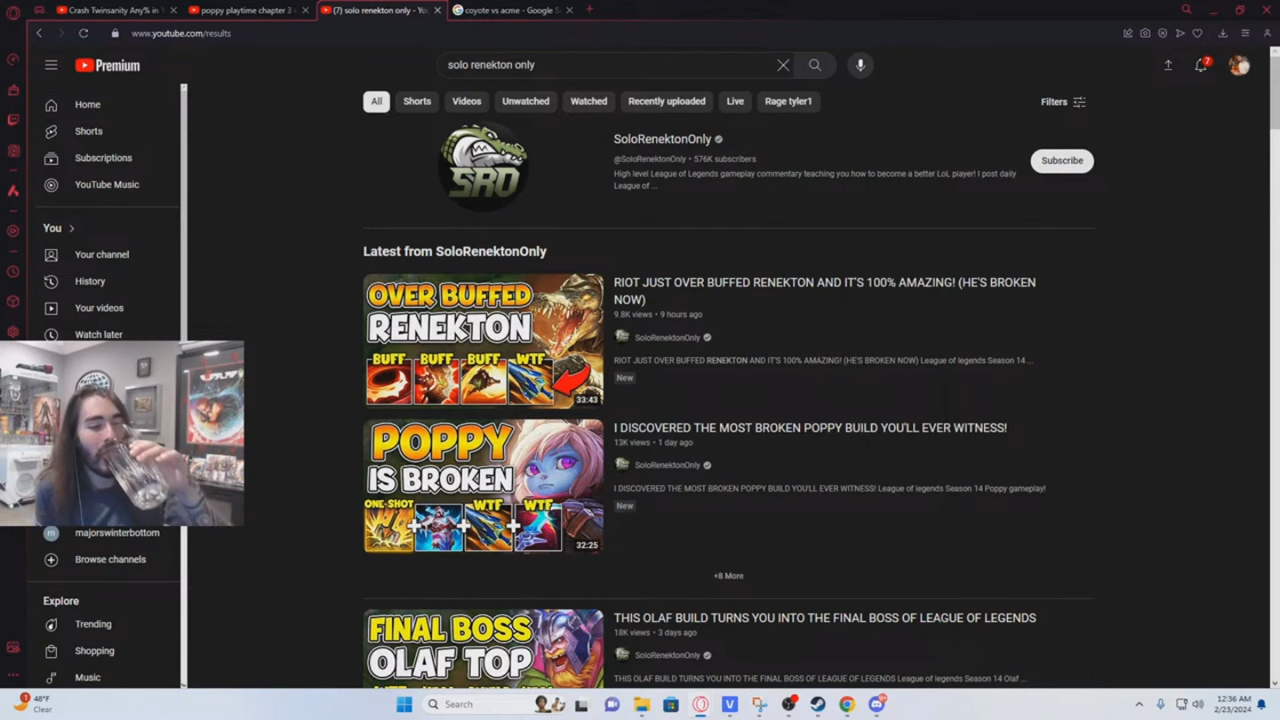 Crash Twinsanity Any% in 1
poppy playtime chapter 3
(7) solo renekton only - Yo
coyote vs acme - Google S
www.youtube.com/results
Premium
solo renekton only
7
Home
Shorts
Subscriptions
YouTube Music
You
Your channel
History
Your videos
Watch later
majorswinterbottom
Browse channels
Explore
Trending
Shopping
Music
All
Shorts
Videos
Unwatched
Watched
Recently uploaded
Live
Rage tyler1
Filters
SRO
SoloRenektonOnly
@SoloRenektonOnly • 576K subscribers
High level League of Legends gameplay commentary teaching you how to become a better LoL player! I post daily
League of ...
Subscribe
Latest from SoloRenektonOnly
OVER BUFFED
RENEKTON
BUFF BUFF BUFF WTF
33:43
RIOT JUST OVER BUFFED RENEKTON AND IT'S 100% AMAZING! (HE'S BROKEN
NOW)
9.8K views • 9 hours ago
SoloRenektonOnly
RIOT JUST OVER BUFFED RENEKTON AND IT'S 100% AMAZING! (HE'S BROKEN NOW) League of legends Season 14 ...
New
POPPY
IS BROKEN
ONE-SHOT WTF WTF
32:25
I DISCOVERED THE MOST BROKEN POPPY BUILD YOU'LL EVER WITNESS!
13K views • 1 day ago
SoloRenektonOnly
I DISCOVERED THE MOST BROKEN POPPY BUILD YOU'LL EVER WITNESS! League of legends Season 14 Poppy gameplay!
New
+8 More
FINAL BOSS
OLAF TOP
THIS OLAF BUILD TURNS YOU INTO THE FINAL BOSS OF LEAGUE OF LEGENDS
18K views • 3 days ago
SoloRenektonOnly
THIS OLAF BUILD TURNS YOU INTO THE FINAL BOSS OF LEAGUE OF LEGENDS League of legends Season 14 Olaf ...
1
48°F
Clear
Search
12:36 AM
2/23/2024